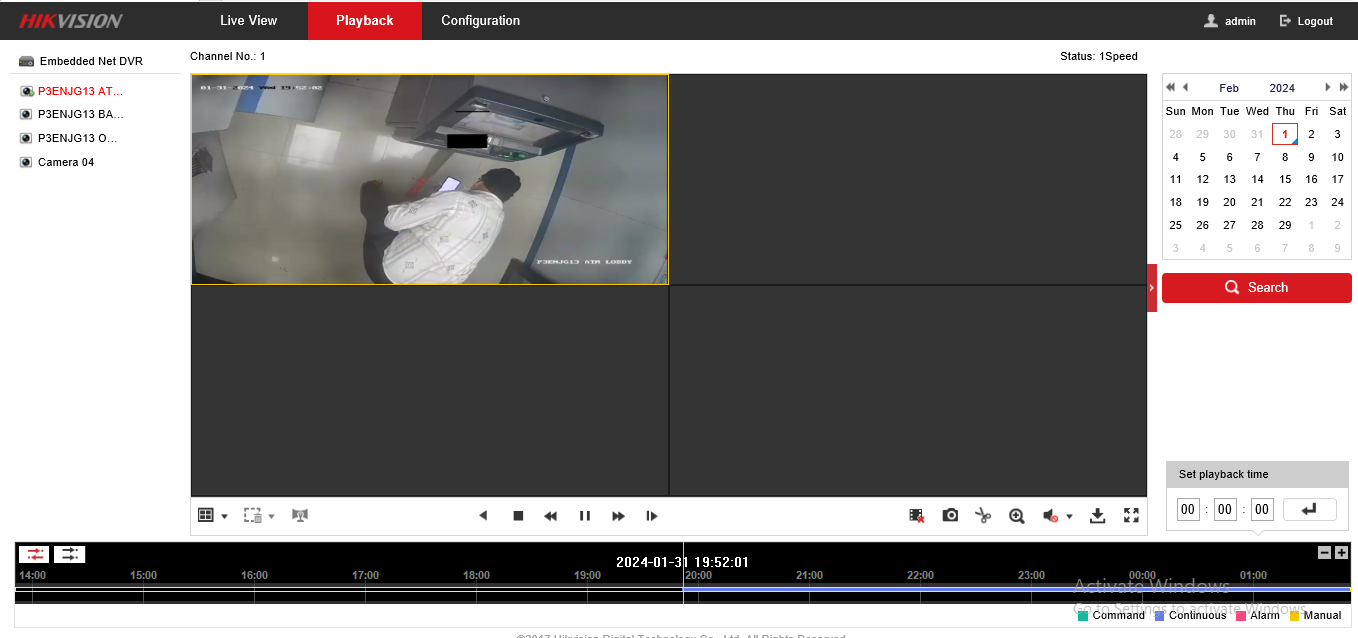 HIKVISION Live View Playback Configuration admin Logout
Embedded Net DVR
P3ENJG13 AT...
P3ENJG13 BA...
P3ENJG13 O...
Camera 04
Channel No.: 1 Status: 1Speed
01-31-2024 Wed 19:52:02
P3ENJG13 ATM LOBBY
Feb 2024
Sun Mon Tue Wed Thu Fri Sat
28 29 30 31 1 2 3
4 5 6 7 8 9 10
11 12 13 14 15 16 17
18 19 20 21 22 23 24
25 26 27 28 29 1 2
3 4 5 6 7 8 9
Search
Set playback time
00 : 00 : 00
2024-01-31 19:52:01
14:00 15:00 16:00 17:00 18:00 19:00 20:00 21:00 22:00 23:00 00:00 01:00
Activate Windows
Go to Settings to activate Windows.
Command Continuous Alarm Manual
©2017 Hikvision Digital Technology Co., Ltd. All Rights Reserved.